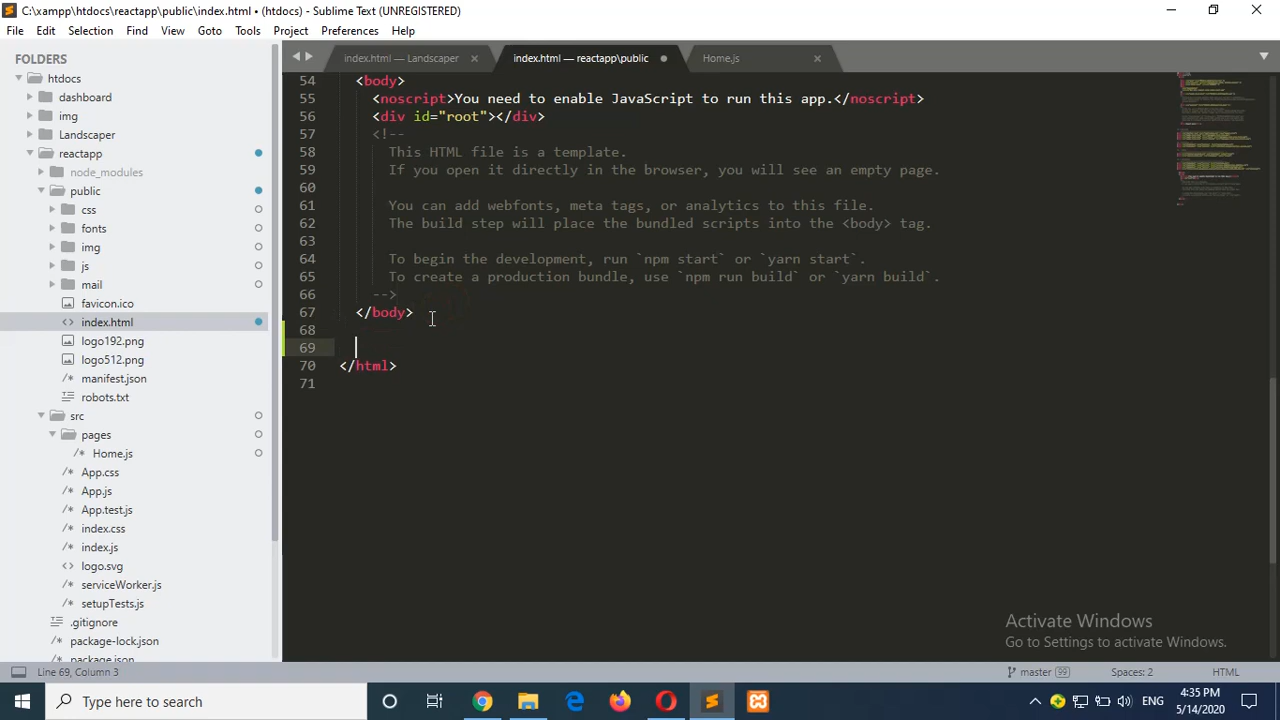 C:\xampp\htdocs\reactapp\public\index.html • (htdocs) - Sublime Text (UNREGISTERED)
File Edit Selection Find View Goto Tools Project Preferences Help
FOLDERS
htdocs
dashboard
img
Landscaper
reactapp
node_modules
public
css
fonts
img
js
mail
favicon.ico
<> index.html
logo192.png
logo512.png
manifest.json
robots.txt
src
pages
/* Home.js
/* App.css
/* App.js
/* App.test.js
/* index.css
/* index.js
<> logo.svg
/* serviceWorker.js
/* setupTests.js
.gitignore
package-lock.json
package.json
index.html — Landscaper
index.html — reactapp\public
Home.js
54 <body>
55 <noscript>You need to enable JavaScript to run this app.</noscript>
56 <div id="root"></div>
57 <!--
58 This HTML file is a template.
59 If you open it directly in the browser, you will see an empty page.
60
61 You can add webfonts, meta tags, or analytics to this file.
62 The build step will place the bundled scripts into the <body> tag.
63
64 To begin the development, run `npm start` or `yarn start`.
65 To create a production bundle, use `npm run build` or `yarn build`.
66 -->
67 </body>
68
69
70 </html>
71
Activate Windows
Go to Settings to activate Windows.
Line 69, Column 3
master 99
Spaces: 2
HTML
Type here to search
ENG
4:35 PM
5/14/2020